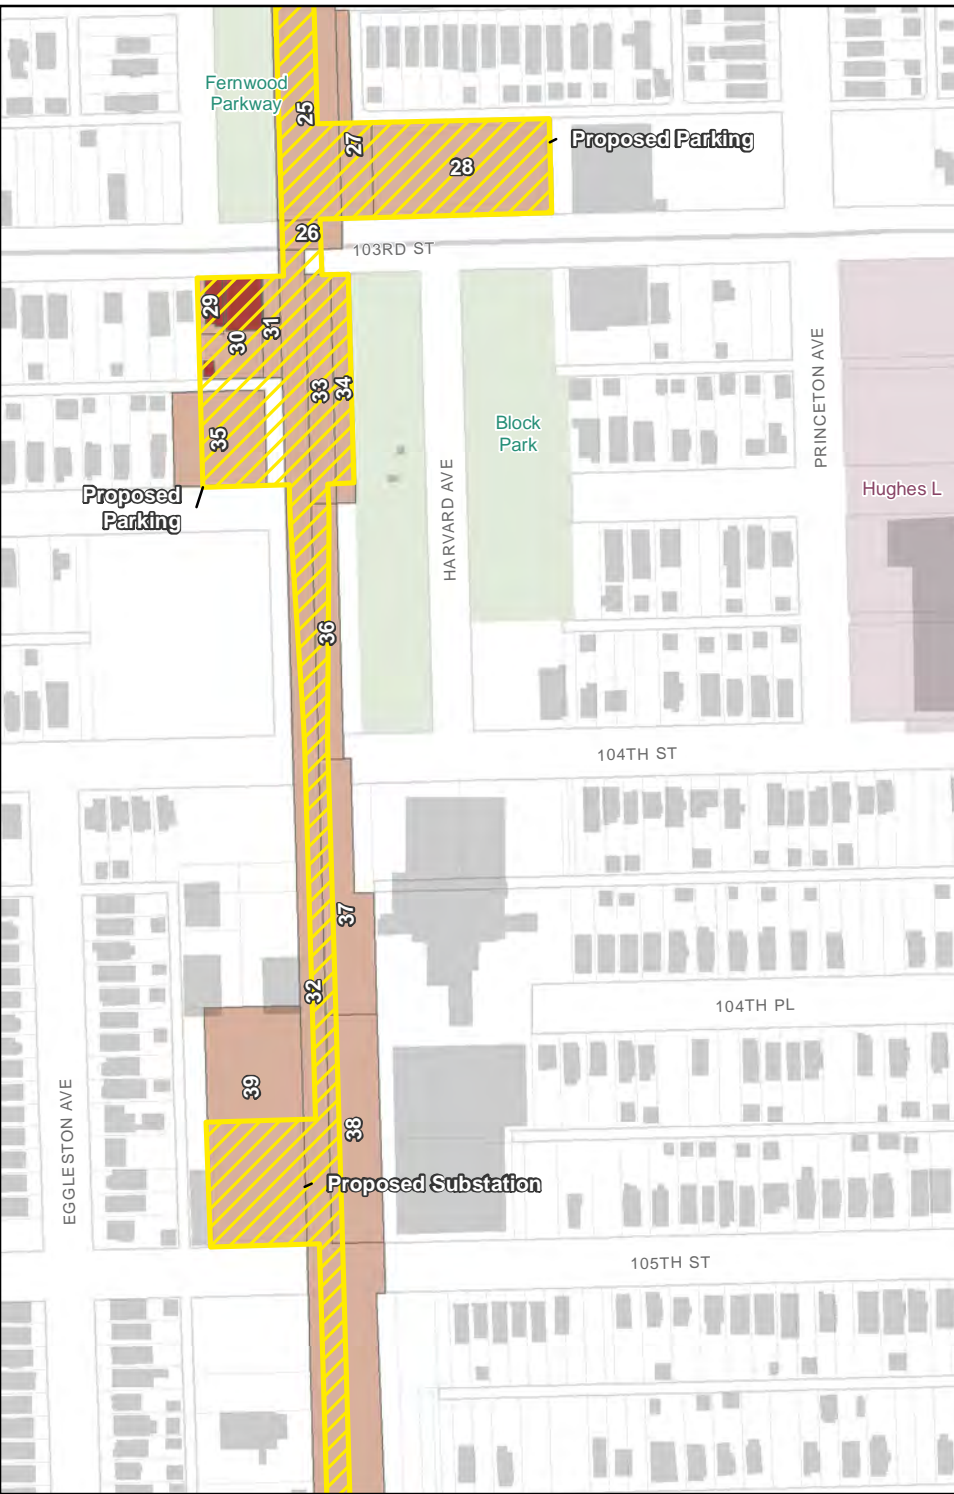 Fernwood
Parkway
25
27
28
Proposed Parking
26
103RD ST
29
30
31
33
34
35
Proposed
Parking
Block
Park
HARVARD AVE
PRINCETON AVE
Hughes L
36
104TH ST
37
32
104TH PL
39
38
EGGLESTON AVE
Proposed Substation
105TH ST